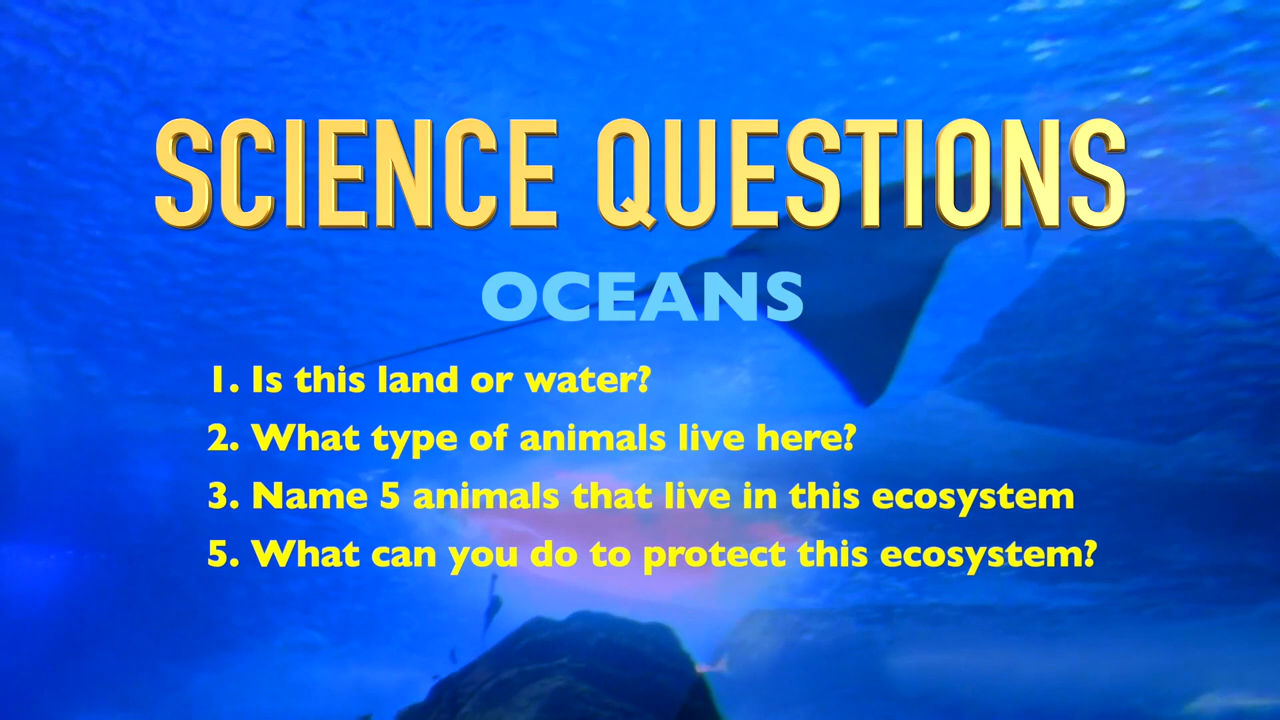 SCIENCE QUESTIONS
OCEANS
1. Is this land or water?
2. What type of animals live here?
3. Name 5 animals that live in this ecosystem
5. What can you do to protect this ecosystem?